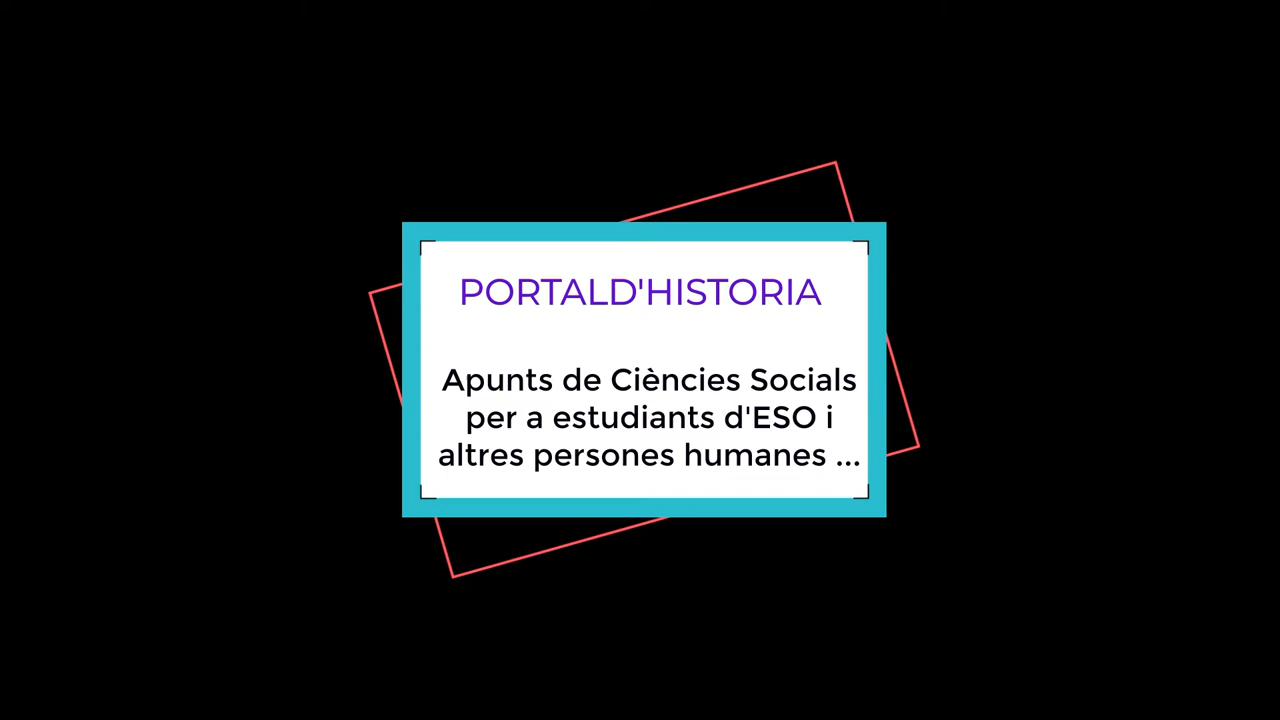 PORTALD'HISTORIA
Apunts de Ciències Socials
per a estudiants d'ESO i
altres persones humanes ...